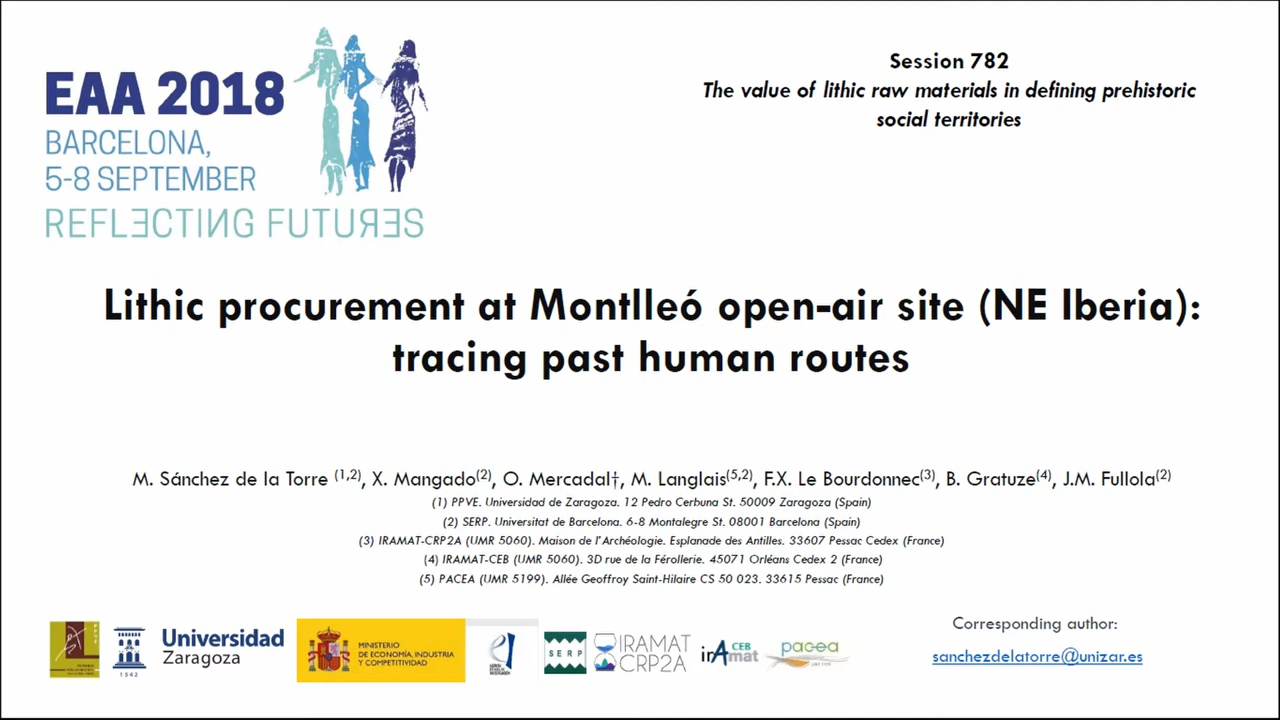 EAA 2018
BARCELONA,
5-8 SEPTEMBER
REFLECTING FUTURES
Session 782
The value of lithic raw materials in defining prehistoric
social territories
Lithic procurement at Montlleó open-air site (NE Iberia):
tracing past human routes
M. Sánchez de la Torre (1,2), X. Mangado(2), O. Mercadal†, M. Langlais(5,2), F.X. Le Bourdonnec(3), B. Gratuze(4), J.M. Fullola(2)
(1) PPVE. Universidad de Zaragoza. 12 Pedro Cerbuna St. 50009 Zaragoza (Spain)
(2) SERP. Universitat de Barcelona. 6-8 Montalegre St. 08001 Barcelona (Spain)
(3) IRAMAT-CRP2A (UMR 5060). Maison de l'Archéologie. Esplanade des Antilles. 33607 Pessac Cedex (France)
(4) IRAMAT-CEB (UMR 5060). 3D rue de la Férollerie. 45071 Orléans Cedex 2 (France)
(5) PACEA (UMR 5199). Allée Geoffroy Saint-Hilaire CS 50 023. 33615 Pessac (France)
1542
Universidad
Zaragoza
MINISTERIO
DE ECONOMÍA, INDUSTRIA
Y COMPETITIVIDAD
SERP
IRAMAT
CRP2A
irAmat
CEB
pacea
Corresponding author:
sanchezdelatorre@unizar.es